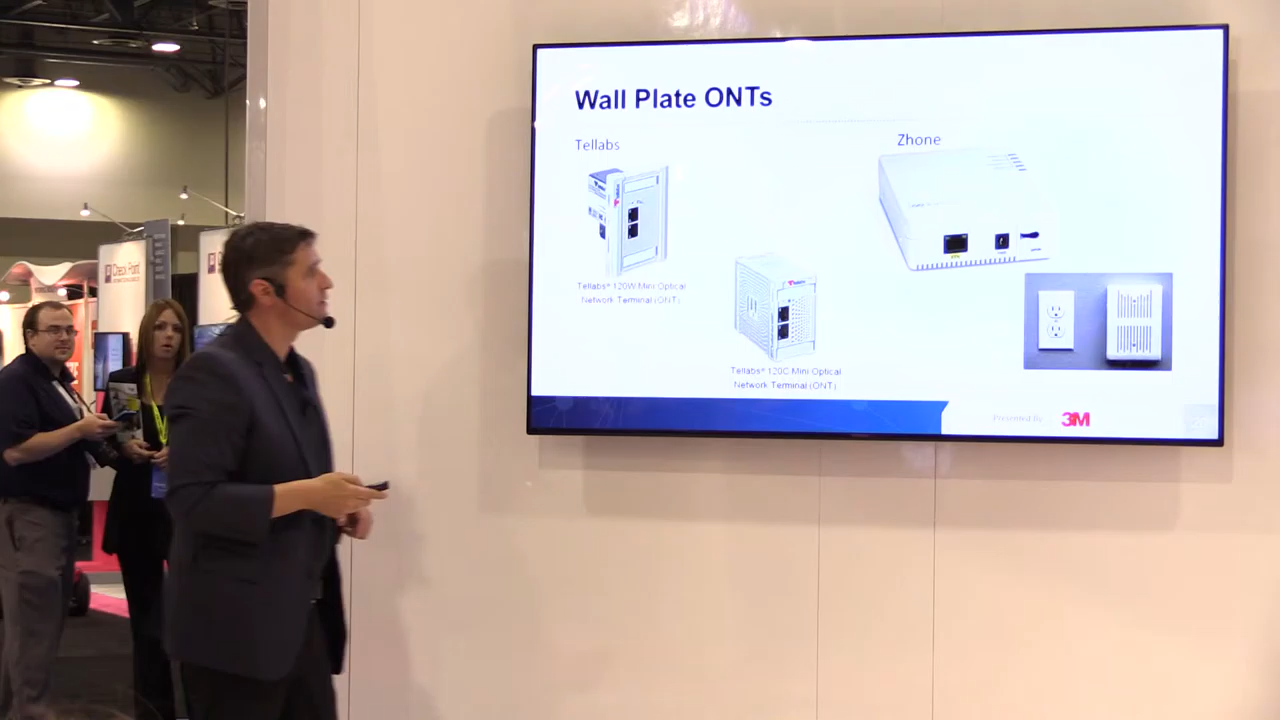 Wall Plate ONTs
Tellabs
Zhone
Tellabs® 120W Mini Optical
Network Terminal (ONT)
Tellabs® 120C Mini Optical
Network Terminal (ONT)
Presented By
3M
Check Point